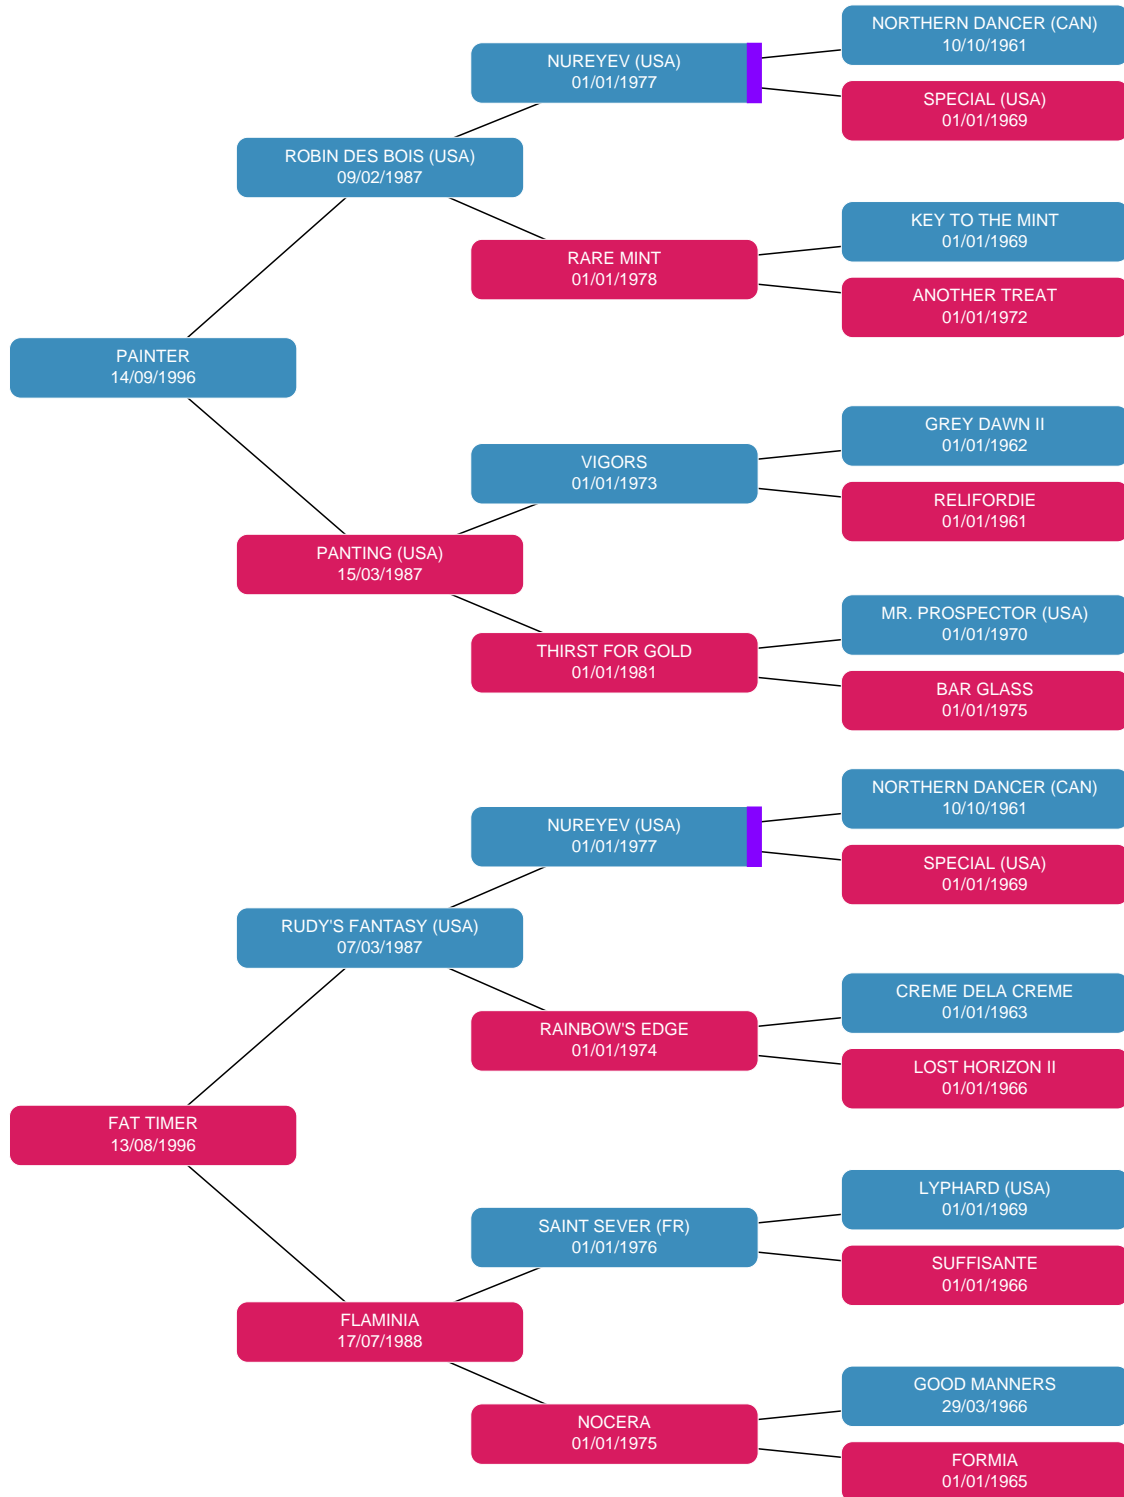 NORTHERN DANCER (CAN)
10/10/1961
NUREYEV (USA)
01/01/1977
SPECIAL (USA)
01/01/1969
ROBIN DES BOIS (USA)
09/02/1987
KEY TO THE MINT
01/01/1969
RARE MINT
01/01/1978
ANOTHER TREAT
01/01/1972
PAINTER
14/09/1996
GREY DAWN II
01/01/1962
VIGORS
01/01/1973
RELIFORDIE
01/01/1961
PANTING (USA)
15/03/1987
MR. PROSPECTOR (USA)
01/01/1970
THIRST FOR GOLD
01/01/1981
BAR GLASS
01/01/1975
NORTHERN DANCER (CAN)
10/10/1961
NUREYEV (USA)
01/01/1977
SPECIAL (USA)
01/01/1969
RUDY'S FANTASY (USA)
07/03/1987
CREME DELA CREME
01/01/1963
RAINBOW'S EDGE
01/01/1974
LOST HORIZON II
01/01/1966
FAT TIMER
13/08/1996
LYPHARD (USA)
01/01/1969
SAINT SEVER (FR)
01/01/1976
SUFFISANTE
01/01/1966
FLAMINIA
17/07/1988
GOOD MANNERS
29/03/1966
NOCERA
01/01/1975
FORMIA
01/01/1965